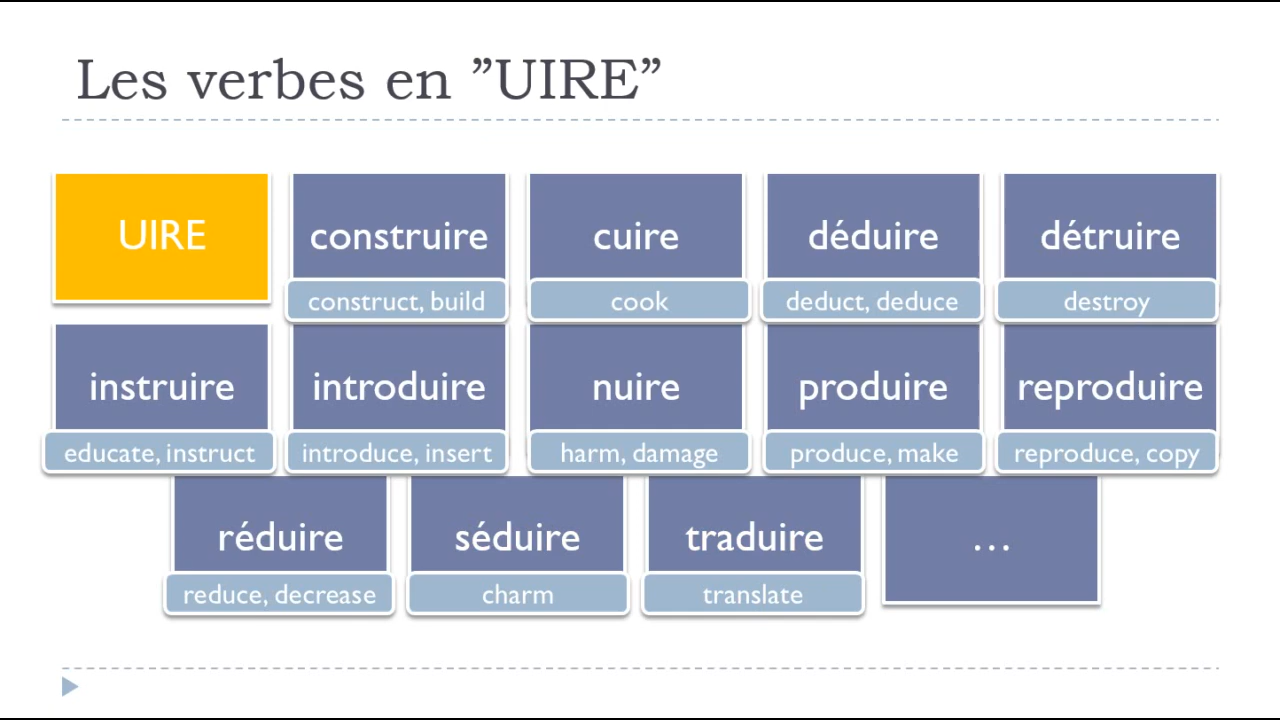 Les verbes en ”UIRE”
UIRE
construire
construct, build
cuire
cook
déduire
deduct, deduce
détruire
destroy
instruire
educate, instruct
introduire
introduce, insert
nuire
harm, damage
produire
produce, make
reproduire
reproduce, copy
réduire
reduce, decrease
séduire
charm
traduire
translate
…